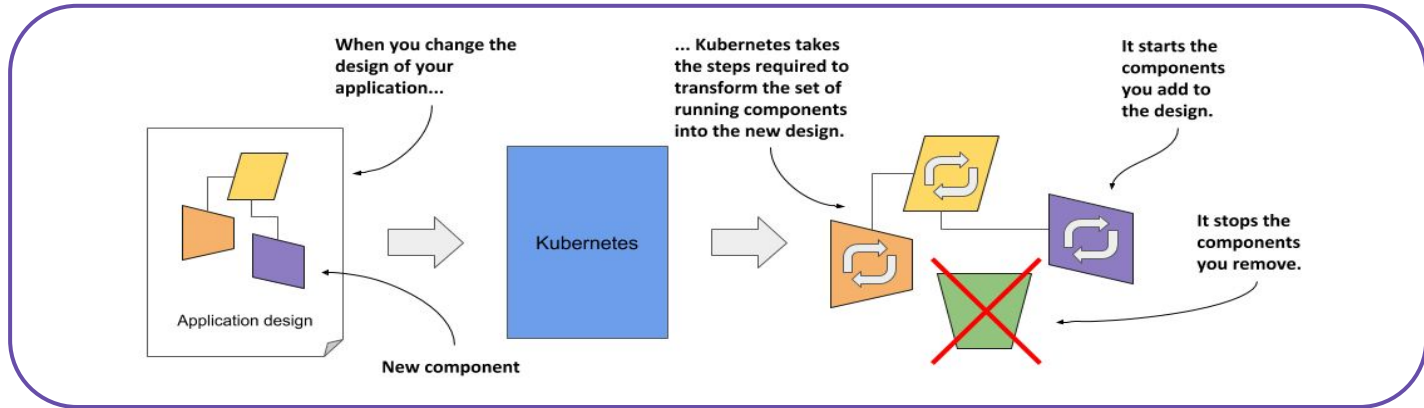 When you change the
design of your
application...
... Kubernetes takes
the steps required to
transform the set of
running components
into the new design.
It starts the
components
you add to
the design.
Kubernetes
It stops the
components
you remove.
Application design
New component